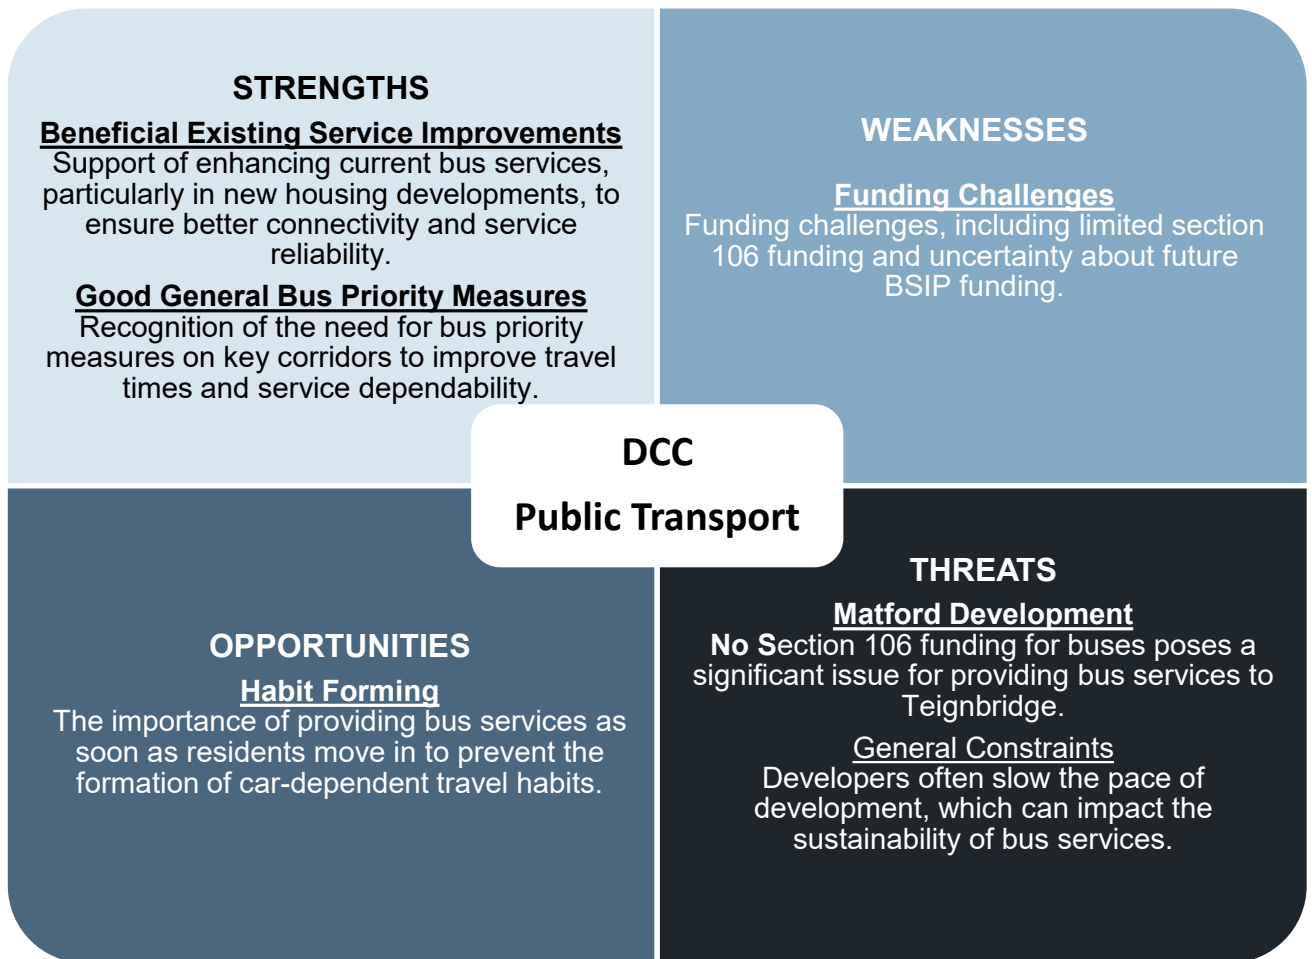 STRENGTHS
Beneficial Existing Service Improvements
Support of enhancing current bus services,
particularly in new housing developments, to
ensure better connectivity and service
reliability.
Good General Bus Priority Measures
Recognition of the need for bus priority
measures on key corridors to improve travel
times and service dependability.
WEAKNESSES
Funding Challenges
Funding challenges, including limited section
106 funding and uncertainty about future
BSIP funding.
DCC
Public Transport
OPPORTUNITIES
Habit Forming
The importance of providing bus services as
soon as residents move in to prevent the
formation of car-dependent travel habits.
THREATS
Matford Development
No Section 106 funding for buses poses a
significant issue for providing bus services to
Teignbridge.
General Constraints
Developers often slow the pace of
development, which can impact the
sustainability of bus services.